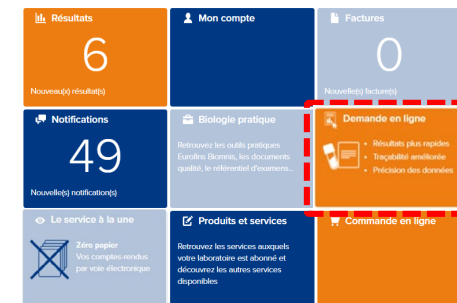 Résultats
6
Nouveau(x) résultat(s)
Mon compte
Factures
0
Nouvelle(s) facture(s)
Notifications
49
Nouvelle(s) notification(s)
Biologie pratique
Retrouvez les outils pratiques
Eurofins Biomnis, les documents
qualité, le référentiel d'examens...
Demande en ligne
• Résultats plus rapides
• Traçabilité améliorée
• Précision des données
Le service à la une
Zéro papier
Vos comptes-rendus
par voie électronique
Produits et services
Retrouvez les services auxquels
votre laboratoire est abonné et
découvrez les autres services
disponibles
Commande en ligne